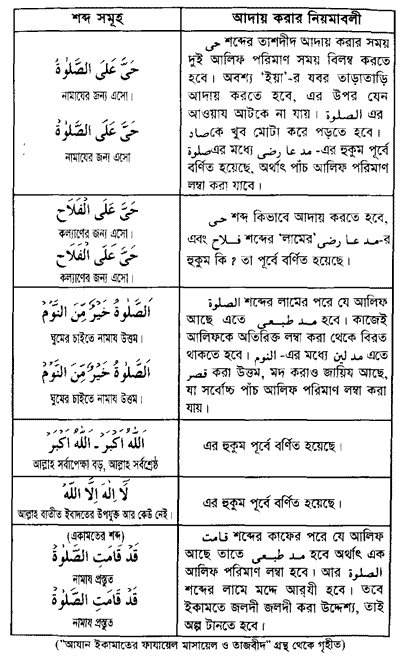 শব্দ সমূহ
আদায় করার নিয়মাবলী
حَىَّ عَلَى الصَّلٰوةُ
নামাযের জন্য এসো।
حَىَّ عَلَى الصَّلٰوةُ
নামাযের জন্য এসো
حى শব্দের তাশদীদ আদায় করার সময়
দুই আলিফ পরিমাণ সময় বিলম্ব করতে
হবে। অবশ্য ‘ইয়া’-র যবর তাড়াতাড়ি
আদায় করতে হবে, এর উপর যেন
আওয়ায আটকে না যায়। الصلوة এর
صاد কে খুব মোটা করে পড়তে হবে।
صلوة এর মধ্যে مد عارضى -এর হুকুম পূর্বে
বর্ণিত হয়েছে, অর্থাৎ পাঁচ আলিফ পরিমাণ
লম্বা করা যাবে।
حَىَّ عَلَى الْفَلَاحِ
কল্যাণের জন্য এসো।
حَىَّ عَلَى الْفَلَاحِ
কল্যাণের জন্য এসো।
حى শব্দ কিভাবে আদায় করতে হবে,
এবং فلاح শব্দের ‘লামের’ مد عارضى-র
হুকুম কি ? তা পূর্বে বর্ণিত হয়েছে।
اَلصَّلٰوةُ خَيْرٌ مِّنَ النَّوْمُ
ঘুমের চাইতে নামায উত্তম।
اَلصَّلٰوةُ خَيْرٌ مِّنَ النَّوْمُ
ঘুমের চাইতে নামায উত্তম।
الصلوة শব্দের লামের পরে যে আলিফ
আছে এতে مد طبعى হবে। কাজেই
আলিফকে অতিরিক্ত লম্বা করা থেকে বিরত
থাকতে হবে। النوم -এর মধ্যে مد لين এতে
قصر করা উত্তম, মদ করাও জায়িয আছে,
যা সর্বোচ্চ পাঁচ আলিফ পরিমাণ লম্বা করা
যায়।
اَللّٰهُ اَكْبَرْ ـ اَللّٰهُ اَكْبَرْ
আল্লাহ সর্বাপেক্ষা বড়, আল্লাহ সর্বশ্রেষ্ঠ
এর হুকুম পূর্বে বর্ণিত হয়েছে।
لَا اِلٰهَ اِلَّا اللّٰهُ
আল্লাহ ব্যতীত ইবাদতের উপযুক্ত আর কেউ নেই।
এর হুকুম পূর্বে বর্ণিত হয়েছে।
(একামতের শব্দ)
قَدْ قَامَتِ الصَّلٰوةُ
নামায প্রস্তুত
قَدْ قَامَتِ الصَّلٰوةُ
নামায প্রস্তুত
قامت শব্দের কাফের পরে যে আলিফ
আছে তাতে مد طبعى হবে অর্থাৎ এক
আলিফ পরিমাণ লম্বা হবে। আর الصلوة
শব্দের লামে মদ্দে আর্‌যী হবে। তবে
ইকামতে জলদী জলদী করা উদ্দেশ্য, তাই
অল্প টানতে হবে।
("আযান ইকামাতের ফাযায়েল মাসায়েল ও তাজবীদ" গ্রন্থ থেকে গৃহীত)